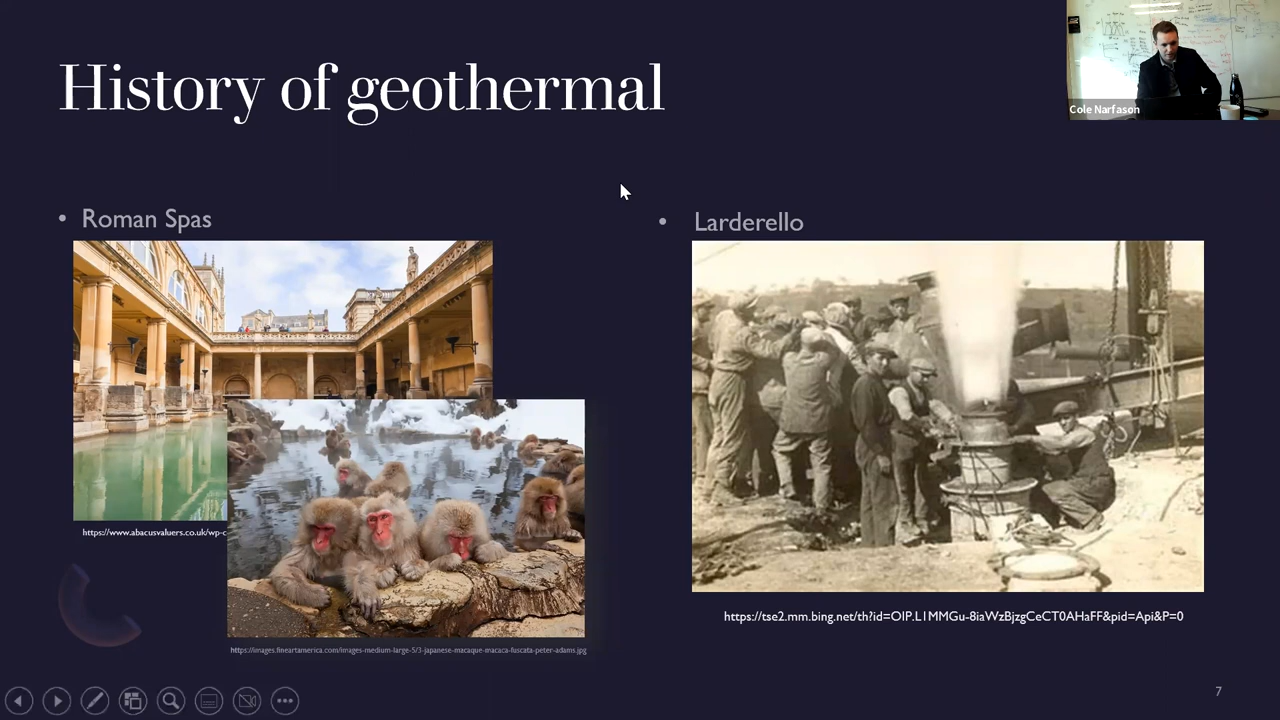 History of geothermal
Cole Narfason
• Roman Spas
• Larderello
https://www.abacusvaluers.co.uk/wp-c
https://tse2.mm.bing.net/th?id=OIP.L1MMGu-8iaWzBjzgCeCT0AHaFF&pid=Api&P=0
https://images.fineartamerica.com/images-medium-large-5/3-japanese-macaque-macaca-fuscata-peter-adams.jpg
7